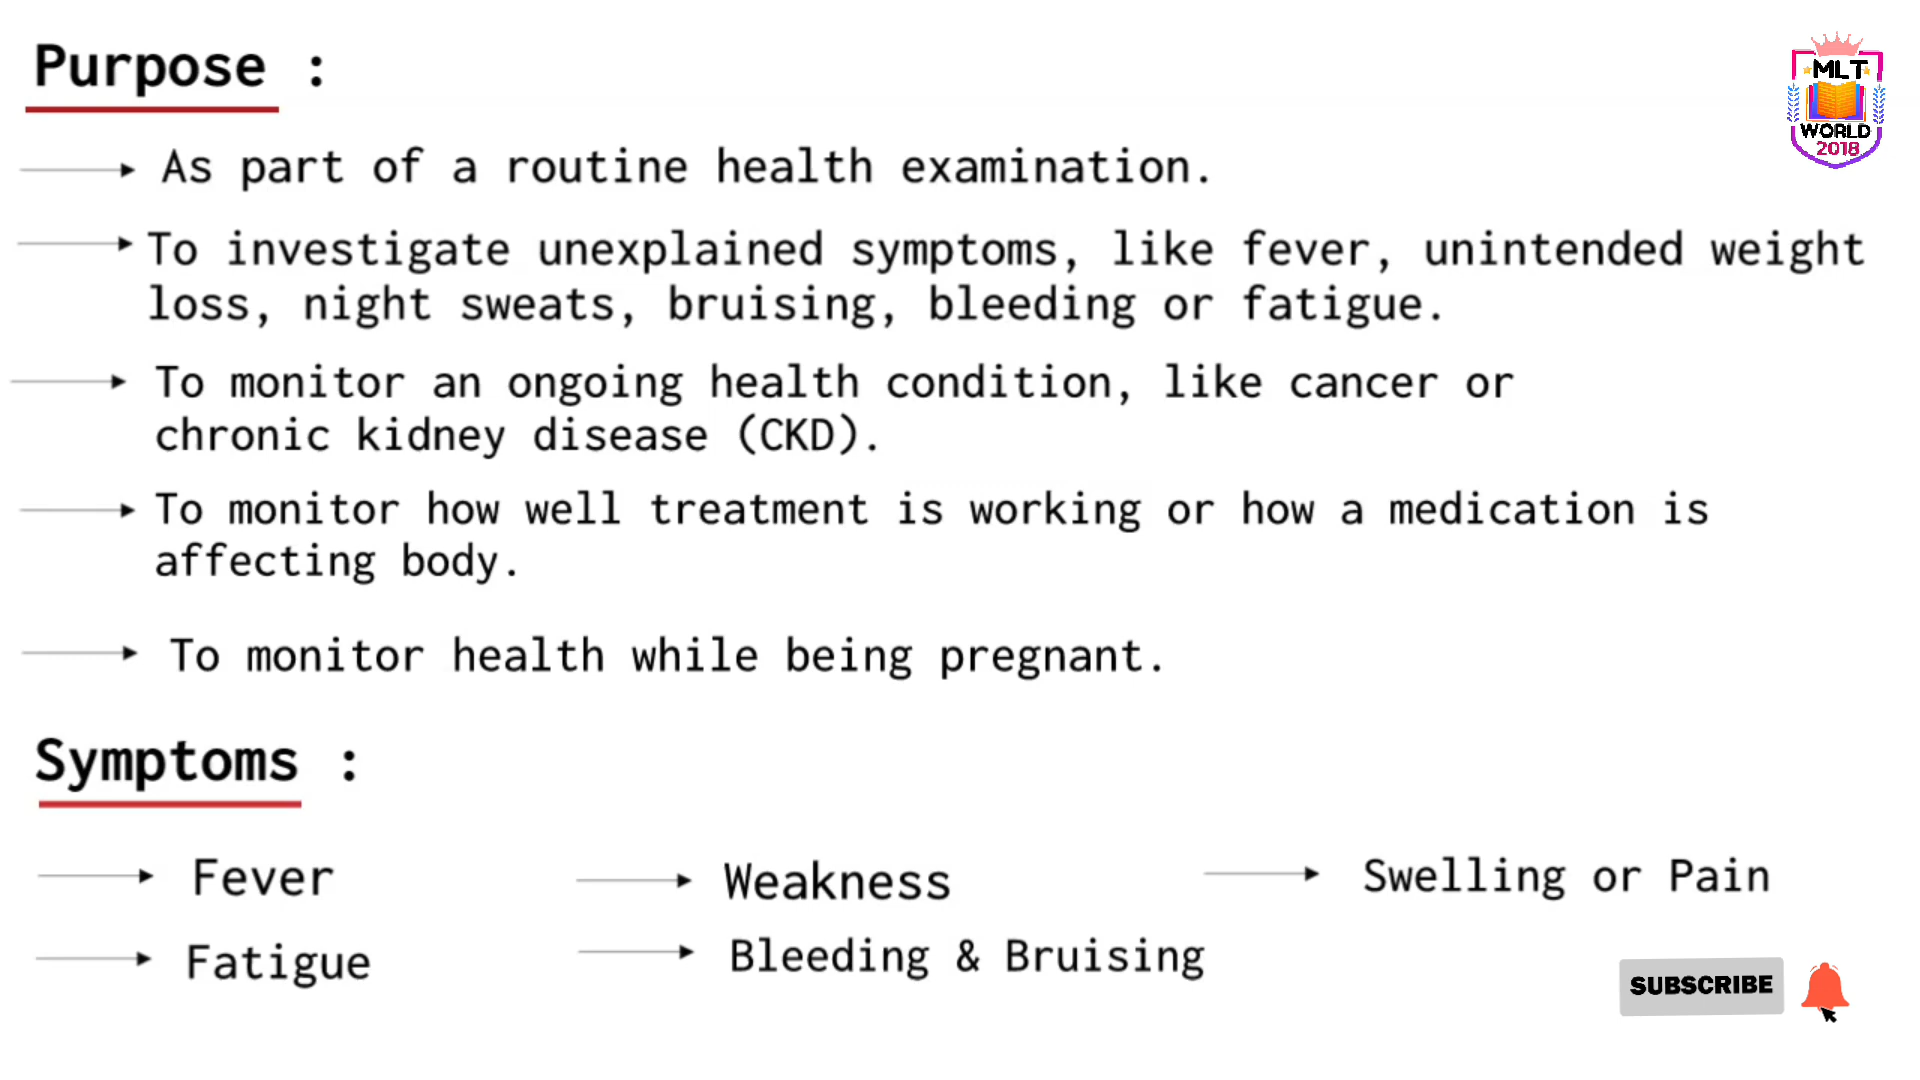 Purpose :
MLT
WORLD
2018
As part of a routine health examination.
To investigate unexplained symptoms, like fever, unintended weight
loss, night sweats, bruising, bleeding or fatigue.
To monitor an ongoing health condition, like cancer or
chronic kidney disease (CKD).
To monitor how well treatment is working or how a medication is
affecting body.
To monitor health while being pregnant.
Symptoms :
Fever
Weakness
Swelling or Pain
Fatigue
Bleeding & Bruising
SUBSCRIBE